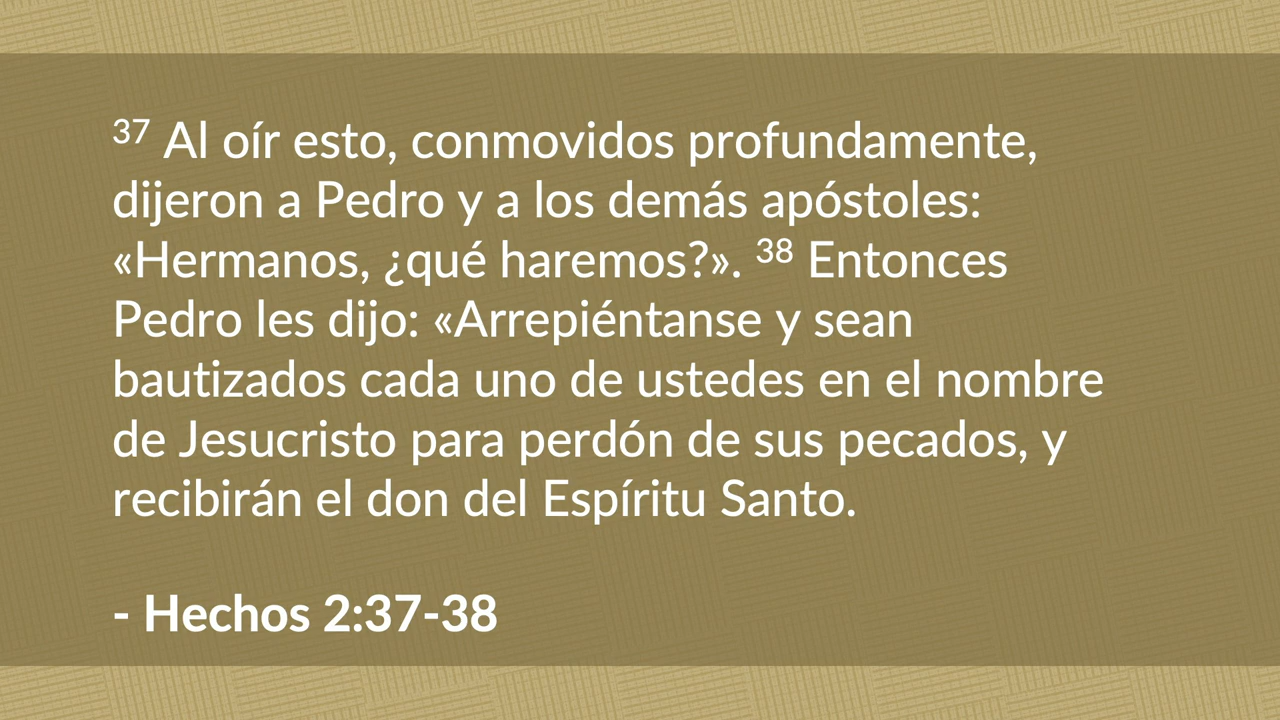 37 Al oír esto, conmovidos profundamente,
dijeron a Pedro y a los demás apóstoles:
«Hermanos, ¿qué haremos?». 38 Entonces
Pedro les dijo: «Arrepiéntanse y sean
bautizados cada uno de ustedes en el nombre
de Jesucristo para perdón de sus pecados, y
recibirán el don del Espíritu Santo.
- Hechos 2:37-38